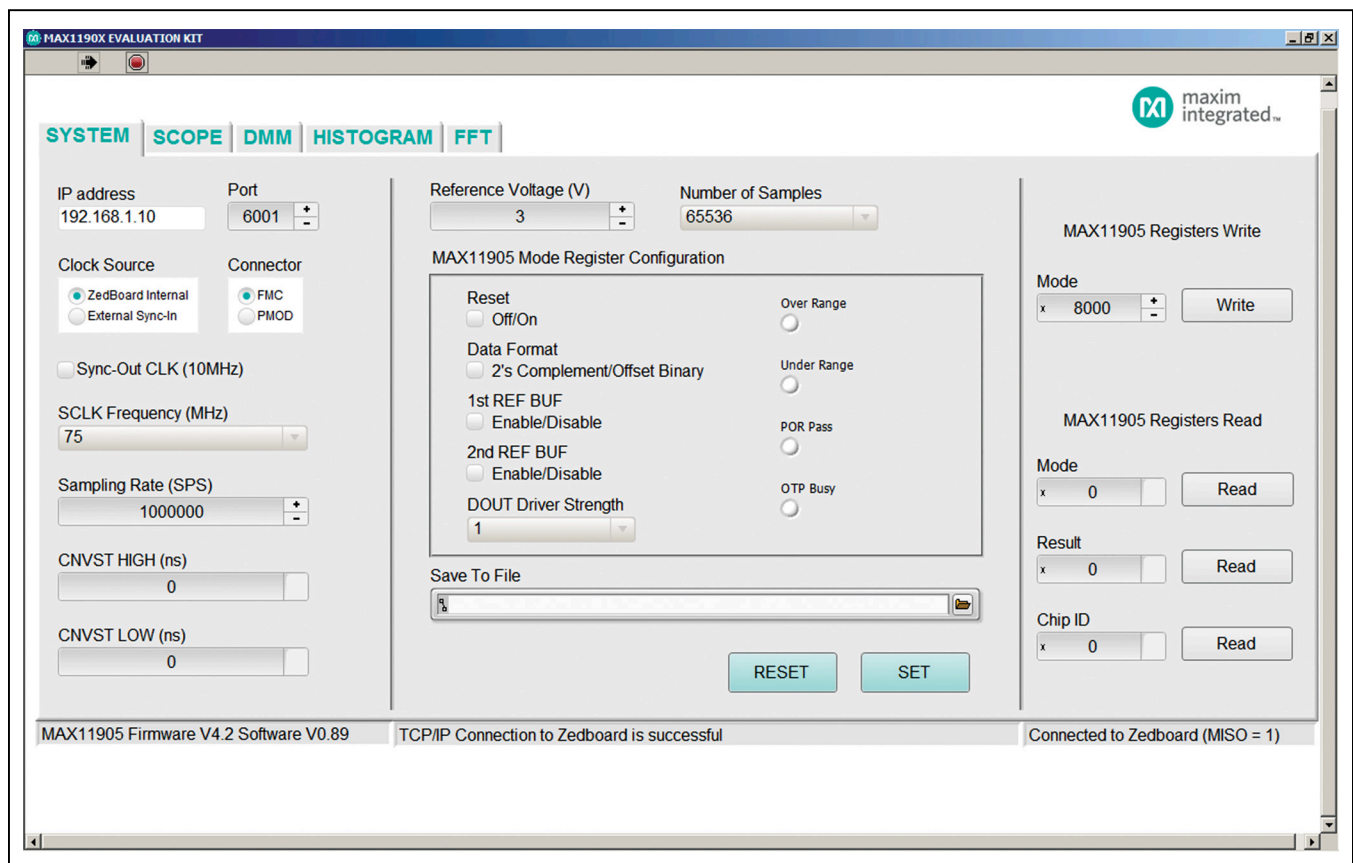 MAX1190X EVALUATION KIT
maxim
integrated™
SYSTEM SCOPE DMM HISTOGRAM FFT
IP address
192.168.1.10
Port
6001 + -
Clock Source
ZedBoard Internal
External Sync-In
Connector
FMC
PMOD
Sync-Out CLK (10MHz)
SCLK Frequency (MHz)
75
Sampling Rate (SPS)
1000000 + -
CNVST HIGH (ns)
0
CNVST LOW (ns)
0
Reference Voltage (V)
3 + -
Number of Samples
65536
MAX11905 Mode Register Configuration
Reset
Off/On
Data Format
2's Complement/Offset Binary
1st REF BUF
Enable/Disable
2nd REF BUF
Enable/Disable
DOUT Driver Strength
1
Over Range
Under Range
POR Pass
OTP Busy
Save To File
RESET SET
MAX11905 Registers Write
Mode
x 8000 + - Write
MAX11905 Registers Read
Mode
x 0 Read
Result
x 0 Read
Chip ID
x 0 Read
MAX11905 Firmware V4.2 Software V0.89
TCP/IP Connection to Zedboard is successful
Connected to Zedboard (MISO = 1)